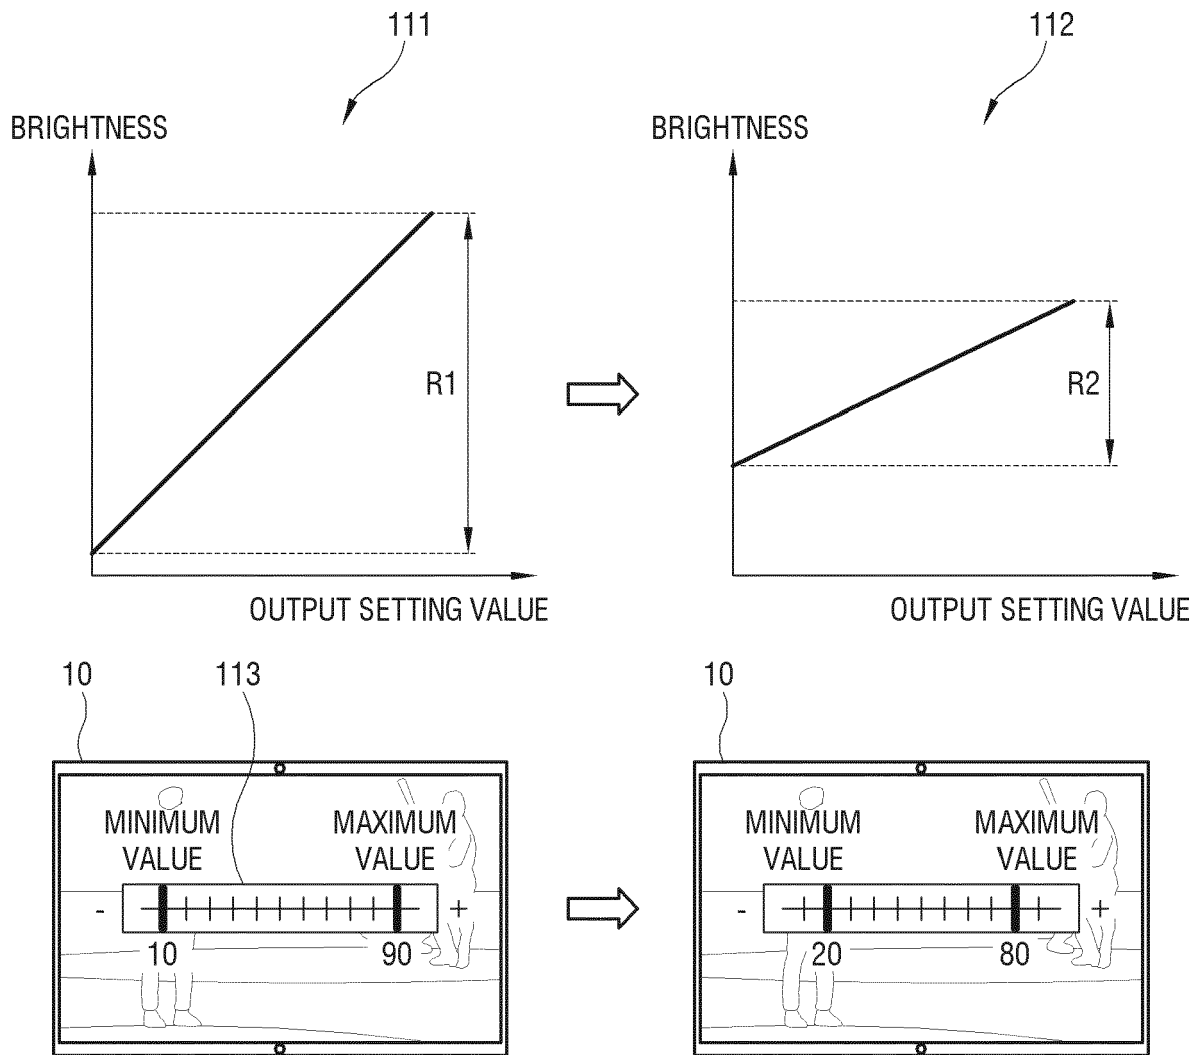 111
112
BRIGHTNESS
BRIGHTNESS
R1
R2
OUTPUT SETTING VALUE
OUTPUT SETTING VALUE
10
113
10
MINIMUM
VALUE
MAXIMUM
VALUE
MINIMUM
VALUE
MAXIMUM
VALUE
-
+
-
+
10
90
20
80